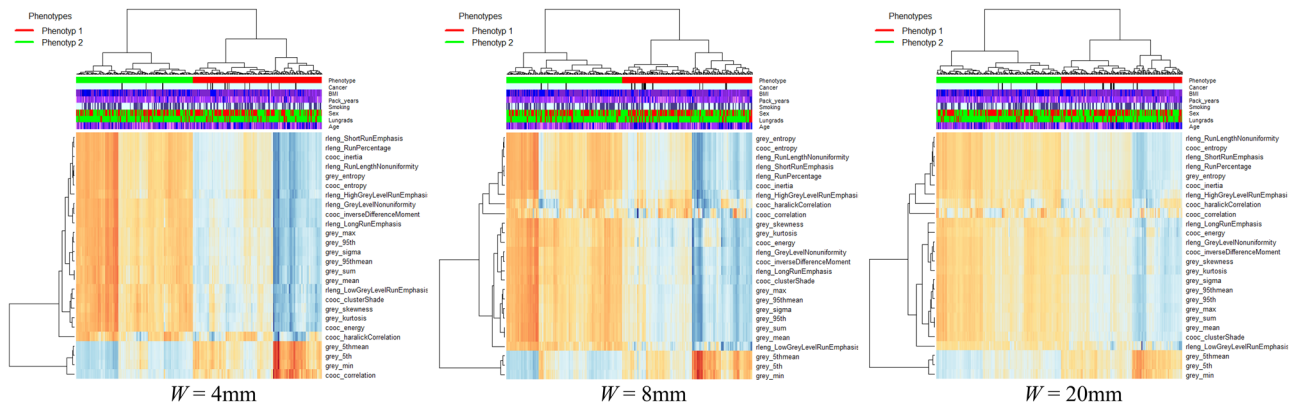 Phenotypes
Phenotyp 1
Phenotyp 2
Phenotype
Cancer
BMI
Pack_years
Smoking
Sex
Lungrads
Age
rleng_ShortRunEmphasis
rleng_RunPercentage
cooc_inertia
rleng_RunLengthNonuniformity
grey_entropy
cooc_entropy
rleng_HighGreyLevelRunEmphasi
rleng_GreyLevelNonuniformity
cooc_inverseDifferenceMoment
rleng_LongRunEmphasis
grey_max
grey_95th
grey_sigma
grey_95thmean
grey_sum
grey_mean
rleng_LowGreyLevelRunEmphasis
cooc_clusterShade
grey_skewness
grey_kurtosis
cooc_energy
cooc_haralickCorrelation
grey_5thmean
grey_5th
grey_min
cooc_correlation
W = 4mm
Phenotypes
Phenotyp 1
Phenotyp 2
Phenotype
Cancer
BMI
Pack_years
Smoking
Sex
Lungrads
Age
grey_entropy
cooc_entropy
rleng_RunLengthNonuniformity
rleng_ShortRunEmphasis
rleng_RunPercentage
cooc_inertia
rleng_HighGreyLevelRunEmphasi
cooc_haralickCorrelation
cooc_correlation
grey_skewness
grey_kurtosis
cooc_energy
rleng_GreyLevelNonuniformity
cooc_inverseDifferenceMoment
rleng_LongRunEmphasis
cooc_clusterShade
grey_max
grey_95thmean
grey_sigma
grey_95th
grey_sum
grey_mean
rleng_LowGreyLevelRunEmphasis
grey_5thmean
grey_5th
grey_min
W = 8mm
Phenotypes
Phenotyp 1
Phenotyp 2
Phenotype
Cancer
BMI
Pack_years
Smoking
Sex
Lungrads
Age
rleng_RunLengthNonuniformity
cooc_entropy
rleng_ShortRunEmphasis
rleng_RunPercentage
grey_entropy
cooc_inertia
rleng_HighGreyLevelRunEmphasi
cooc_haralickCorrelation
cooc_correlation
rleng_LongRunEmphasis
cooc_energy
rleng_GreyLevelNonuniformity
cooc_inverseDifferenceMoment
grey_skewness
grey_kurtosis
grey_sigma
grey_95thmean
grey_95th
grey_max
grey_sum
grey_mean
cooc_clusterShade
rleng_LowGreyLevelRunEmphasis
grey_5thmean
grey_5th
grey_min
W = 20mm